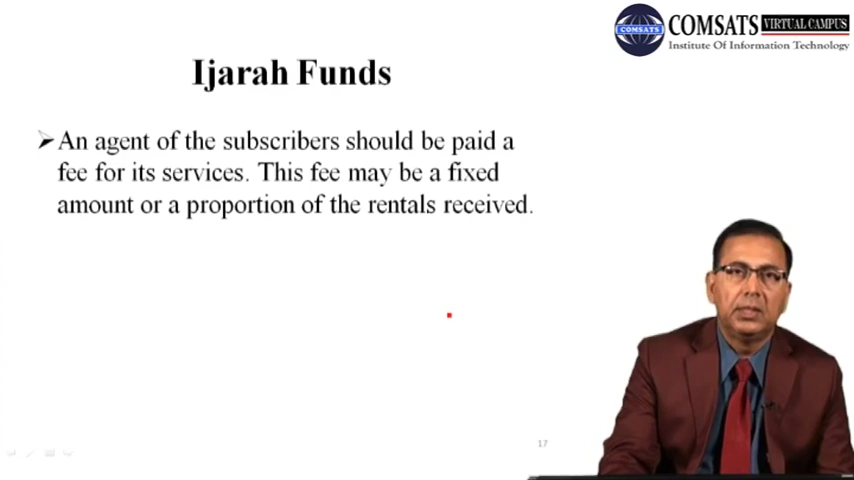 COMSATS VIRTUAL CAMPUS
Institute Of Information Technology
COMSATS
Ijarah Funds
An agent of the subscribers should be paid a
fee for its services. This fee may be a fixed
amount or a proportion of the rentals received.
17